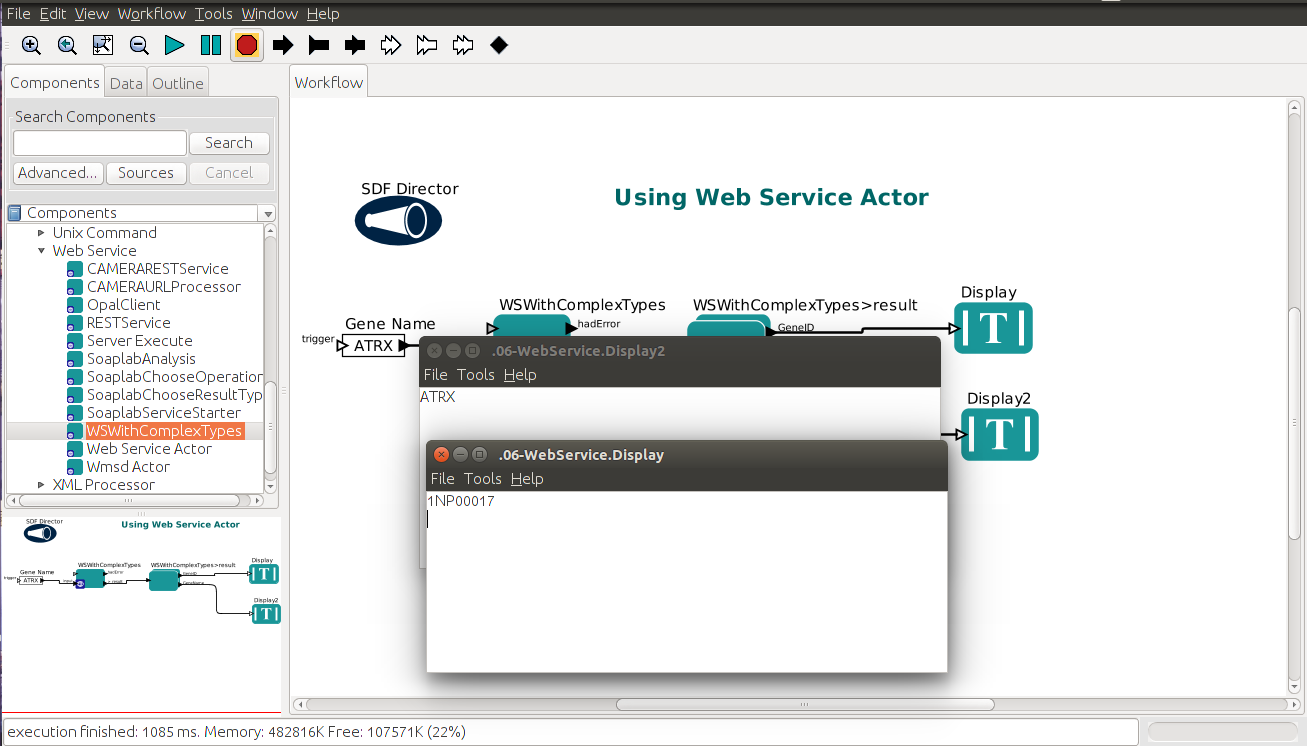 File Edit View Workflow Tools Window Help
Components Data Outline
Workflow
Search Components
Search
Advanced... Sources Cancel
Components
Unix Command
Web Service
CAMERARESTService
CAMERAURLProcessor
OpalClient
RESTService
Server Execute
SoaplabAnalysis
SoaplabChooseOperation
SoaplabChooseResultTyp
SoaplabServiceStarter
WSWithComplexTypes
Web Service Actor
Wmsd Actor
XML Processor
SDF Director
Using Web Service Actor
Gene Name
trigger
ATRX
WSWithComplexTypes
hadError
WSWithComplexTypes>result
GeneID
Display
T
Display2
T
.06-WebService.Display2
File Tools Help
ATRX
.06-WebService.Display
File Tools Help
1NP00017
SDF Director
Using Web Service Actor
Gene Name
trigger
ATRX
WSWithComplexTypes
hadError
WSWithComplexTypes>result
GeneID
GeneName
Display
T
Display2
T
execution finished: 1085 ms. Memory: 482816K Free: 107571K (22%)